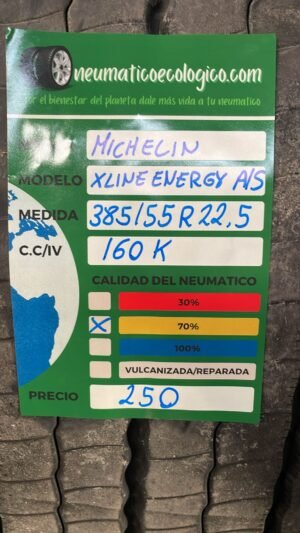 neumaticoecologico.com
Por el bienestar del planeta dale más vida a tu neumatico
MICHELIN
MODELO XLINE ENERGY A/S
MEDIDA 385/55 R 22,5
C.C/IV 160 K
CALIDAD DEL NEUMATICO
30%
X 70%
100%
VULCANIZADA/REPARADA
PRECIO 250